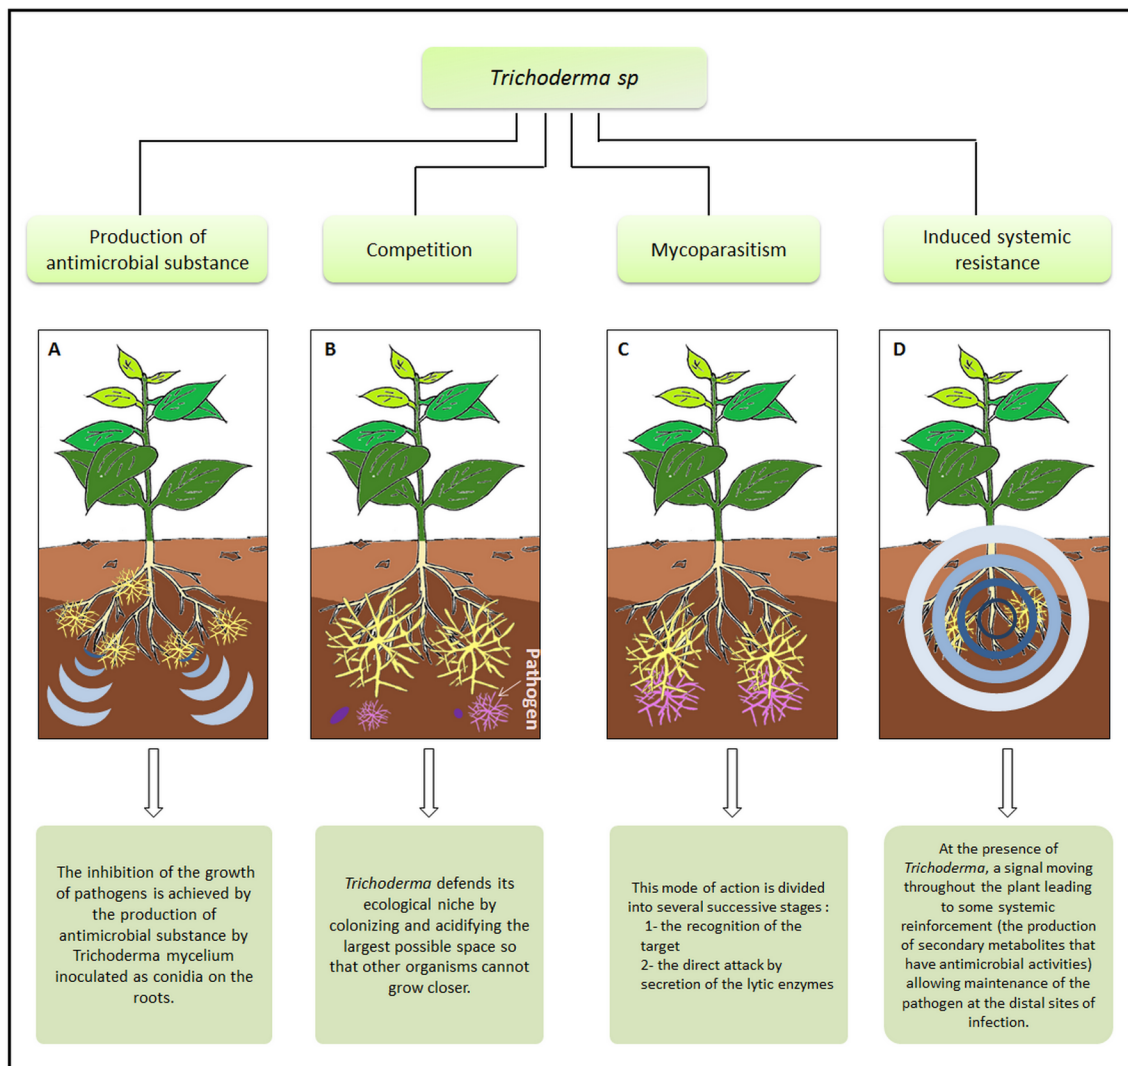 Trichoderma sp
Production of
antimicrobial substance
Competition
Mycoparasitism
Induced systemic
resistance
A
B
Pathogen
C
D
The inhibition of the growth
of pathogens is achieved by
the production of
antimicrobial substance by
Trichoderma mycelium
inoculated as conidia on the
roots.
Trichoderma defends its
ecological niche by
colonizing and acidifying the
largest possible space so
that other organisms cannot
grow closer.
This mode of action is divided
into several successive stages :
1- the recognition of the
target
2- the direct attack by
secretion of the lytic enzymes
At the presence of
Trichoderma, a signal moving
throughout the plant leading
to some systemic
reinforcement (the production
of secondary metabolites that
have antimicrobial activities)
allowing maintenance of the
pathogen at the distal sites of
infection.